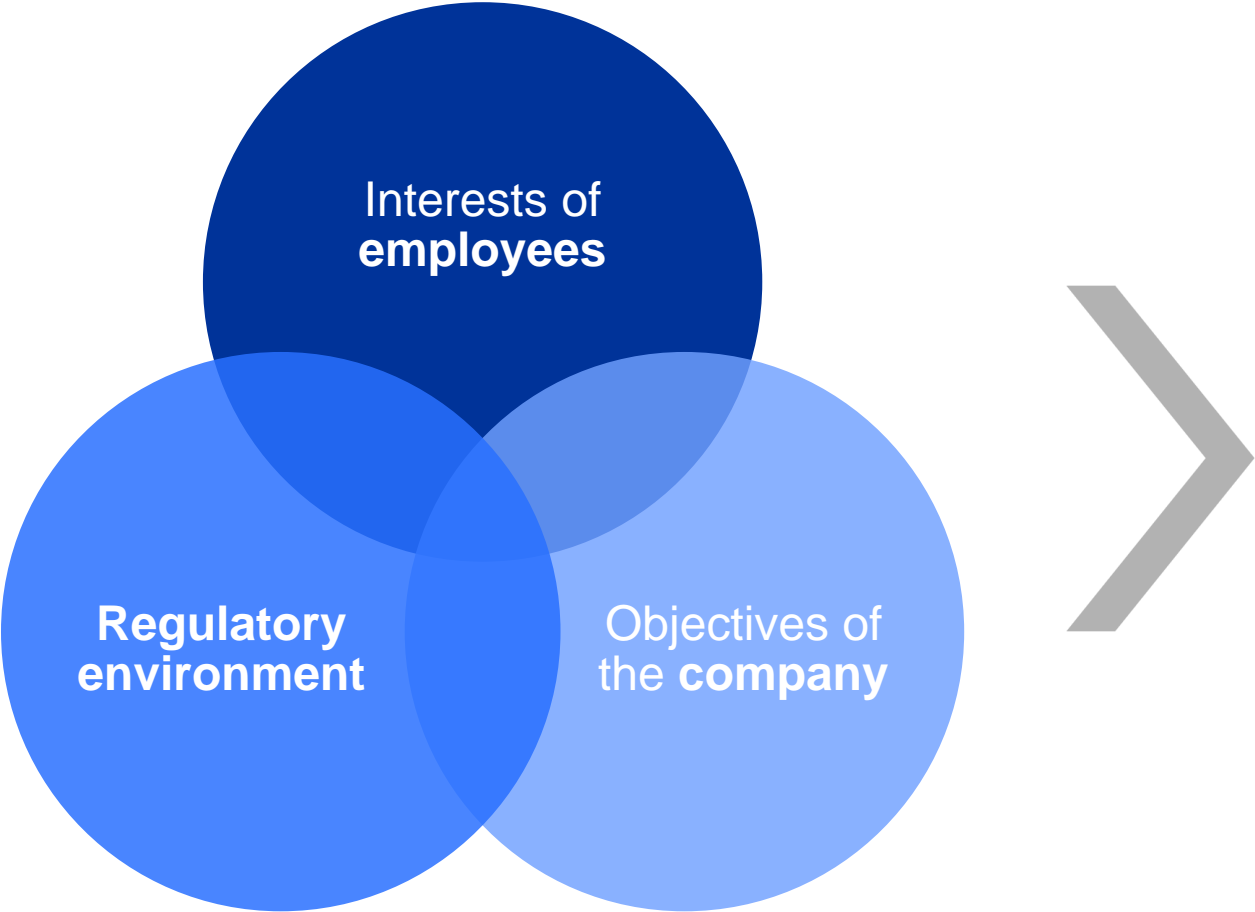 Interests of
employees
Regulatory
environment
Objectives of
the company